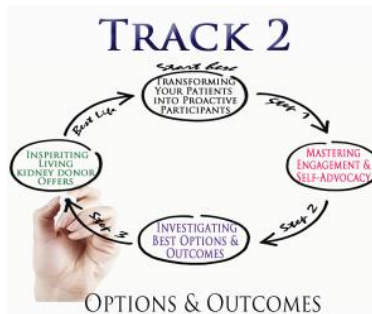 TRACK 2
Start here
TRANSFORMING
YOUR PATIENTS
INTO PROACTIVE
PARTICIPANTS
Step 1
MASTERING
ENGAGEMENT &
SELF-ADVOCACY
Step 2
INVESTIGATING
BEST OPTIONS &
OUTCOMES
Step 3
INSPIRITING
LIVING
KIDNEY DONOR
OFFERS
Best Life
OPTIONS & OUTCOMES